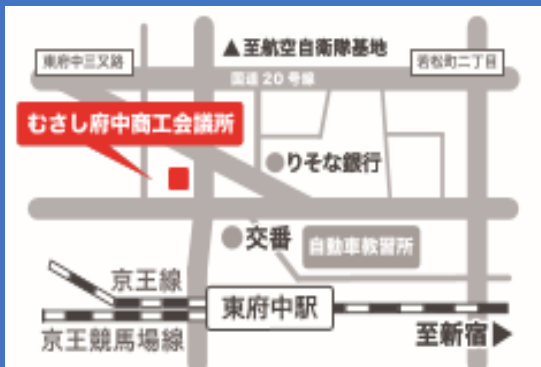 ▲至航空自衛隊基地
東府中三叉路
若松町二丁目
国道20号線
むさし府中商工会議所
りそな銀行
交番
自動車教習所
京王線
東府中駅
京王競馬場線
至新宿▶